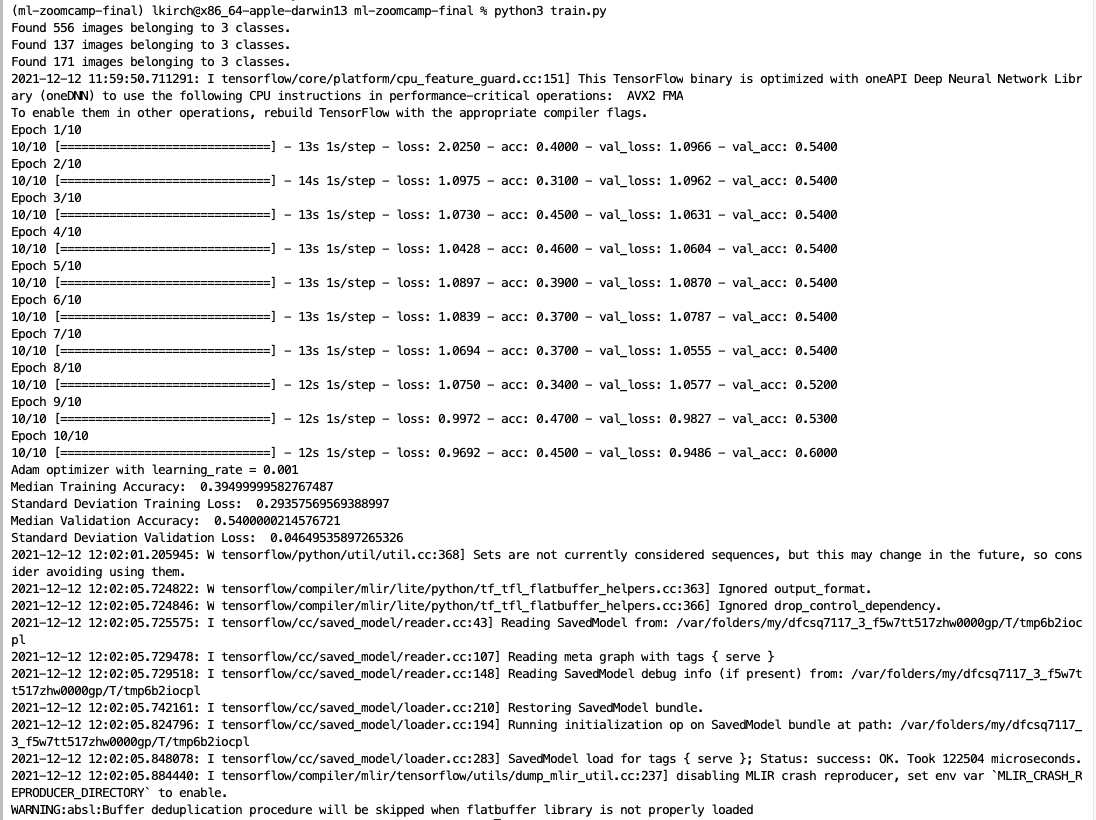 (ml-zoomcamp-final) lkirch@x86_64-apple-darwin13 ml-zoomcamp-final % python3 train.py
Found 556 images belonging to 3 classes.
Found 137 images belonging to 3 classes.
Found 171 images belonging to 3 classes.
2021-12-12 11:59:50.711291: I tensorflow/core/platform/cpu_feature_guard.cc:151] This TensorFlow binary is optimized with oneAPI Deep Neural Network Libr
ary (oneDNN) to use the following CPU instructions in performance-critical operations:  AVX2 FMA
To enable them in other operations, rebuild TensorFlow with the appropriate compiler flags.
Epoch 1/10
10/10 [==============================] - 13s 1s/step - loss: 2.0250 - acc: 0.4000 - val_loss: 1.0966 - val_acc: 0.5400
Epoch 2/10
10/10 [==============================] - 14s 1s/step - loss: 1.0975 - acc: 0.3100 - val_loss: 1.0962 - val_acc: 0.5400
Epoch 3/10
10/10 [==============================] - 13s 1s/step - loss: 1.0730 - acc: 0.4500 - val_loss: 1.0631 - val_acc: 0.5400
Epoch 4/10
10/10 [==============================] - 13s 1s/step - loss: 1.0428 - acc: 0.4600 - val_loss: 1.0604 - val_acc: 0.5400
Epoch 5/10
10/10 [==============================] - 13s 1s/step - loss: 1.0897 - acc: 0.3900 - val_loss: 1.0870 - val_acc: 0.5400
Epoch 6/10
10/10 [==============================] - 13s 1s/step - loss: 1.0839 - acc: 0.3700 - val_loss: 1.0787 - val_acc: 0.5400
Epoch 7/10
10/10 [==============================] - 13s 1s/step - loss: 1.0694 - acc: 0.3700 - val_loss: 1.0555 - val_acc: 0.5400
Epoch 8/10
10/10 [==============================] - 12s 1s/step - loss: 1.0750 - acc: 0.3400 - val_loss: 1.0577 - val_acc: 0.5200
Epoch 9/10
10/10 [==============================] - 12s 1s/step - loss: 0.9972 - acc: 0.4700 - val_loss: 0.9827 - val_acc: 0.5300
Epoch 10/10
10/10 [==============================] - 12s 1s/step - loss: 0.9692 - acc: 0.4500 - val_loss: 0.9486 - val_acc: 0.6000
Adam optimizer with learning_rate = 0.001
Median Training Accuracy:  0.39499999582767487
Standard Deviation Training Loss:  0.29357569569388997
Median Validation Accuracy:  0.5400000214576721
Standard Deviation Validation Loss:  0.04649535897265326
2021-12-12 12:02:01.205945: W tensorflow/python/util/util.cc:368] Sets are not currently considered sequences, but this may change in the future, so cons
ider avoiding using them.
2021-12-12 12:02:05.724822: W tensorflow/compiler/mlir/lite/python/tf_tfl_flatbuffer_helpers.cc:363] Ignored output_format.
2021-12-12 12:02:05.724846: W tensorflow/compiler/mlir/lite/python/tf_tfl_flatbuffer_helpers.cc:366] Ignored drop_control_dependency.
2021-12-12 12:02:05.725575: I tensorflow/cc/saved_model/reader.cc:43] Reading SavedModel from: /var/folders/my/dfcsq7117_3_f5w7tt517zhw0000gp/T/tmp6b2ioc
pl
2021-12-12 12:02:05.729478: I tensorflow/cc/saved_model/reader.cc:107] Reading meta graph with tags { serve }
2021-12-12 12:02:05.729518: I tensorflow/cc/saved_model/reader.cc:148] Reading SavedModel debug info (if present) from: /var/folders/my/dfcsq7117_3_f5w7t
t517zhw0000gp/T/tmp6b2iocpl
2021-12-12 12:02:05.742161: I tensorflow/cc/saved_model/loader.cc:210] Restoring SavedModel bundle.
2021-12-12 12:02:05.824796: I tensorflow/cc/saved_model/loader.cc:194] Running initialization op on SavedModel bundle at path: /var/folders/my/dfcsq7117_
3_f5w7tt517zhw0000gp/T/tmp6b2iocpl
2021-12-12 12:02:05.848078: I tensorflow/cc/saved_model/loader.cc:283] SavedModel load for tags { serve }; Status: success: OK. Took 122504 microseconds.
2021-12-12 12:02:05.884440: I tensorflow/compiler/mlir/tensorflow/utils/dump_mlir_util.cc:237] disabling MLIR crash reproducer, set env var `MLIR_CRASH_R
EPRODUCER_DIRECTORY` to enable.
WARNING:absl:Buffer deduplication procedure will be skipped when flatbuffer library is not properly loaded